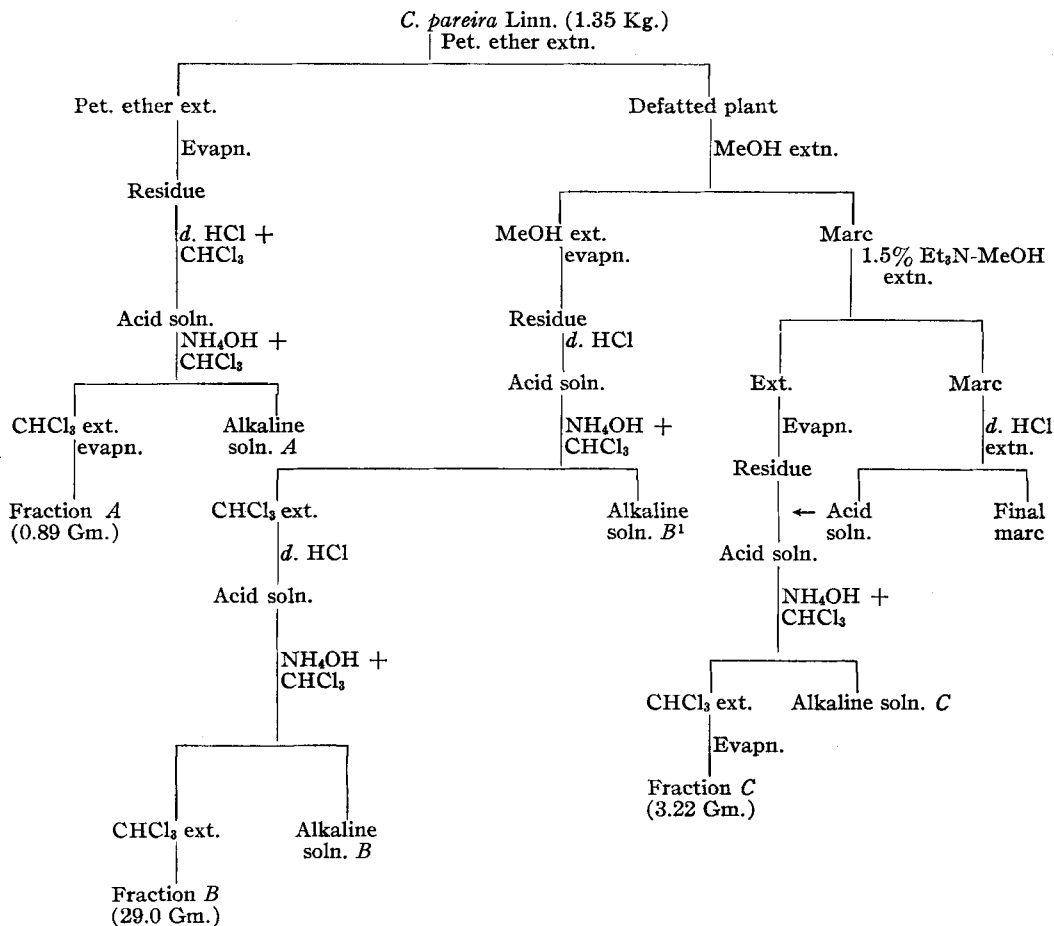 C. pareira Linn. (1.35 Kg.)
Pet. ether extn.
Pet. ether ext.
Defatted plant
Evapn.
MeOH extn.
Residue
d. HCl +
CHCl₃
MeOH ext.
evapn.
Marc
1.5% Et₃N-MeOH
extn.
Acid soln.
NH₄OH +
CHCl₃
Residue
d. HCl
Acid soln.
Ext.
Marc
CHCl₃ ext.
evapn.
Alkaline
soln. A
NH₄OH +
CHCl₃
Evapn.
d. HCl
extn.
Residue
Fraction A
(0.89 Gm.)
CHCl₃ ext.
Alkaline
soln. B¹
← Acid
soln.
Final
marc
d. HCl
Acid soln.
Acid soln.
NH₄OH +
CHCl₃
NH₄OH +
CHCl₃
CHCl₃ ext.
Alkaline soln. C
Evapn.
Fraction C
(3.22 Gm.)
CHCl₃ ext.
Alkaline
soln. B
Fraction B
(29.0 Gm.)